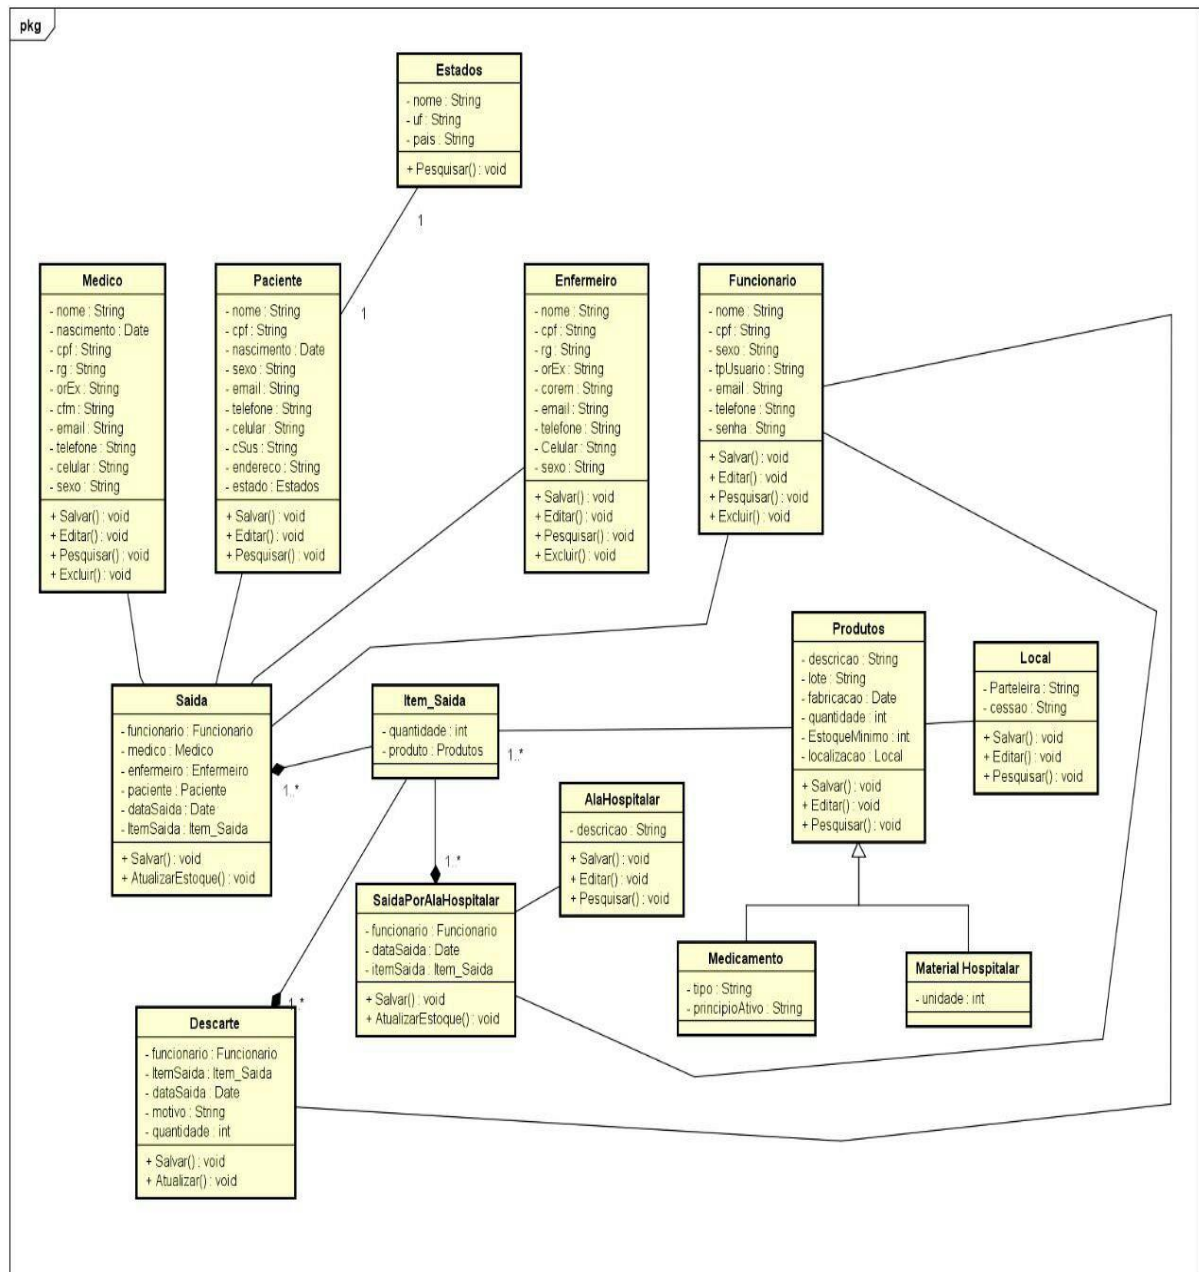 pkg
Estados
- nome : String
- uf : String
- pais : String
+ Pesquisar() : void
1
1
Medico
- nome : String
- nascimento : Date
- cpf : String
- rg : String
- orEx : String
- cfm : String
- email : String
- telefone : String
- celular : String
- sexo : String
+ Salvar() : void
+ Editar() : void
+ Pesquisar() : void
+ Excluir() : void
Paciente
- nome : String
- cpf : String
- nascimento : Date
- sexo : String
- email : String
- telefone : String
- celular : String
- cSus : String
- endereco : String
- estado : Estados
+ Salvar() : void
+ Editar() : void
+ Pesquisar() : void
Enfermeiro
- nome : String
- cpf : String
- rg : String
- orEx : String
- corem : String
- email : String
- telefone : String
- Celular : String
- sexo : String
+ Salvar() : void
+ Editar() : void
+ Pesquisar() : void
+ Excluir() : void
Funcionario
- nome : String
- cpf : String
- sexo : String
- tpUsuario : String
- email : String
- telefone : String
- senha : String
+ Salvar() : void
+ Editar() : void
+ Pesquisar() : void
+ Excluir() : void
Saida
- funcionario : Funcionario
- medico : Medico
- enfermeiro : Enfermeiro
- paciente : Paciente
- dataSaida : Date
- ItemSaida : Item_Saida
+ Salvar() : void
+ AtualizarEstoque() : void
1..*
Item_Saida
- quantidade : int
- produto : Produtos
1..*
Produtos
- descricao : String
- lote : String
- fabricacao : Date
- quantidade : int
- EstoqueMinimo : int
- localizacao : Local
+ Salvar() : void
+ Editar() : void
+ Pesquisar() : void
Local
- Parteleira : String
- cessao : String
+ Salvar() : void
+ Editar() : void
+ Pesquisar() : void
AlaHospitalar
- descricao : String
+ Salvar() : void
+ Editar() : void
+ Pesquisar() : void
1..*
SaidaPorAlaHospitalar
- funcionario : Funcionario
- dataSaida : Date
- itemSaida : Item_Saida
+ Salvar() : void
+ AtualizarEstoque() : void
Medicamento
- tipo : String
- principioAtivo : String
Material Hospitalar
- unidade : int
1..*
Descarte
- funcionario : Funcionario
- ItemSaida : Item_Saida
- dataSaida : Date
- motivo : String
- quantidade : int
+ Salvar() : void
+ Atualizar() : void